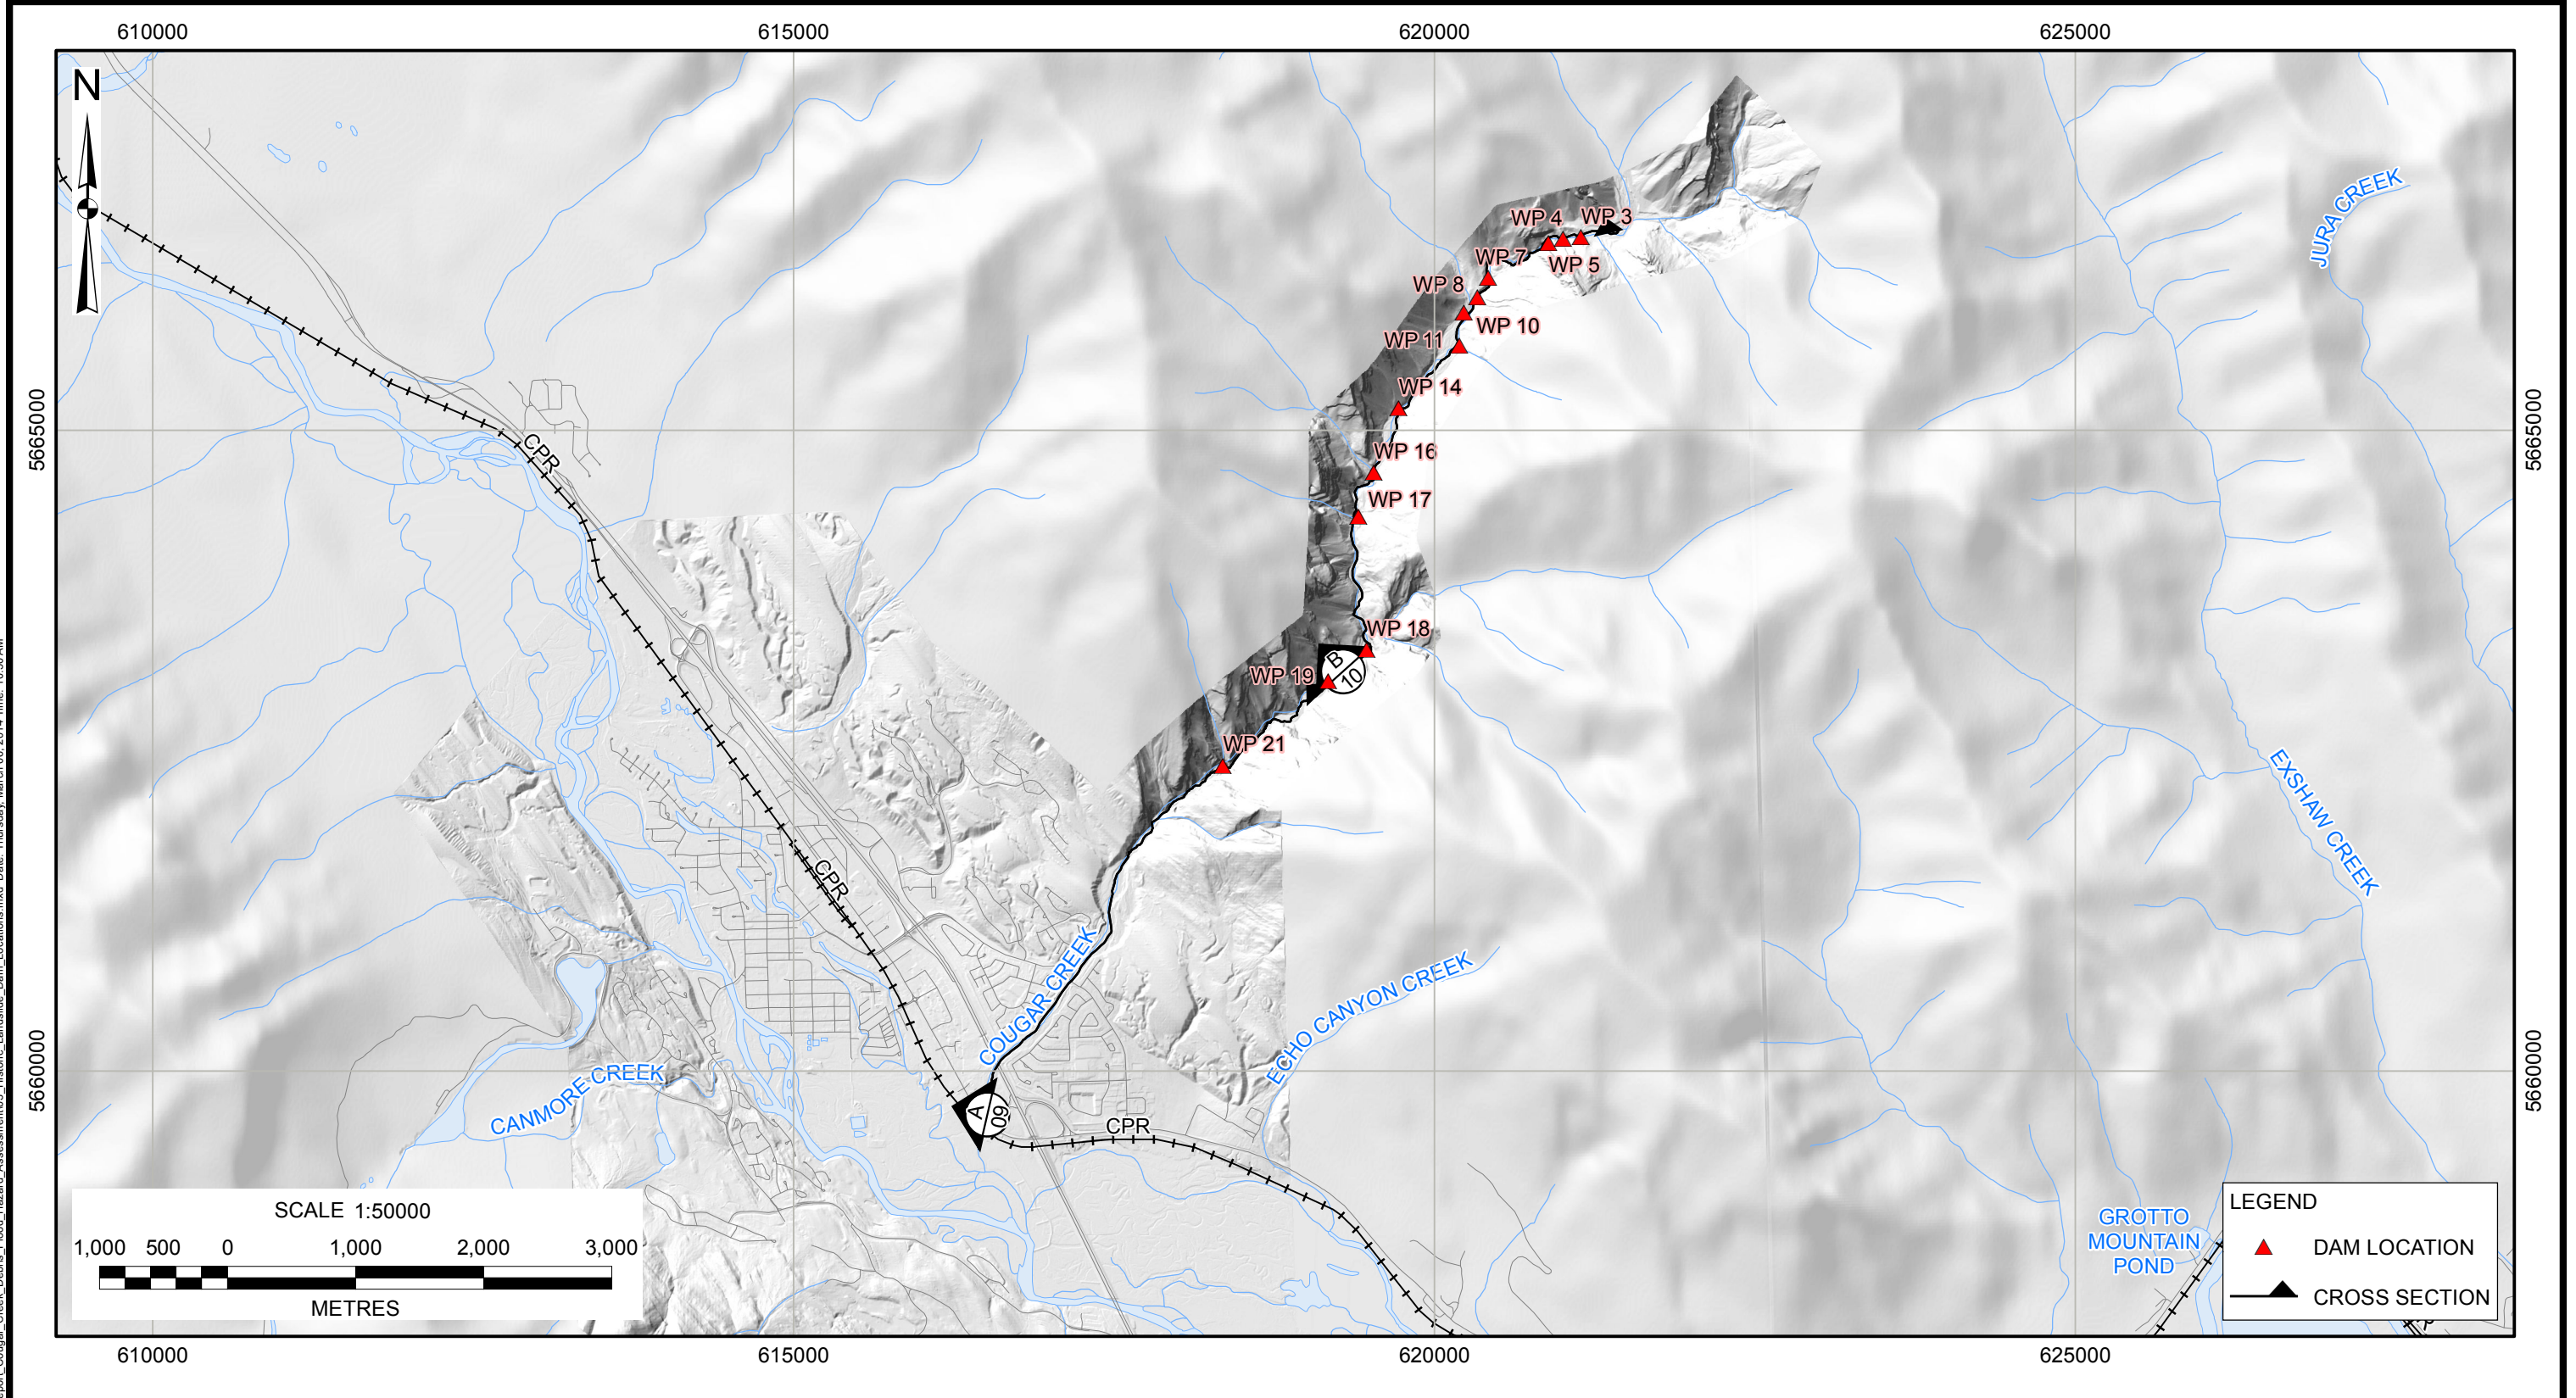 610000
615000
620000
625000
N
JURA CREEK
WP 4
WP 3
WP 7
WP 5
WP 8
WP 10
WP 11
WP 14
5665000
5665000
CPR
WP 16
WP 17
WP 18
B
10
WP 19
WP 21
EXSHAW CREEK
CPR
COUGAR CREEK
ECHO CANYON CREEK
5660000
5660000
CANMORE CREEK
A
09
CPR
SCALE 1:50000
1,000 500 0 1,000 2,000 3,000
METRES
GROTTO
MOUNTAIN
POND
LEGEND
DAM LOCATION
CROSS SECTION
610000
615000
620000
625000